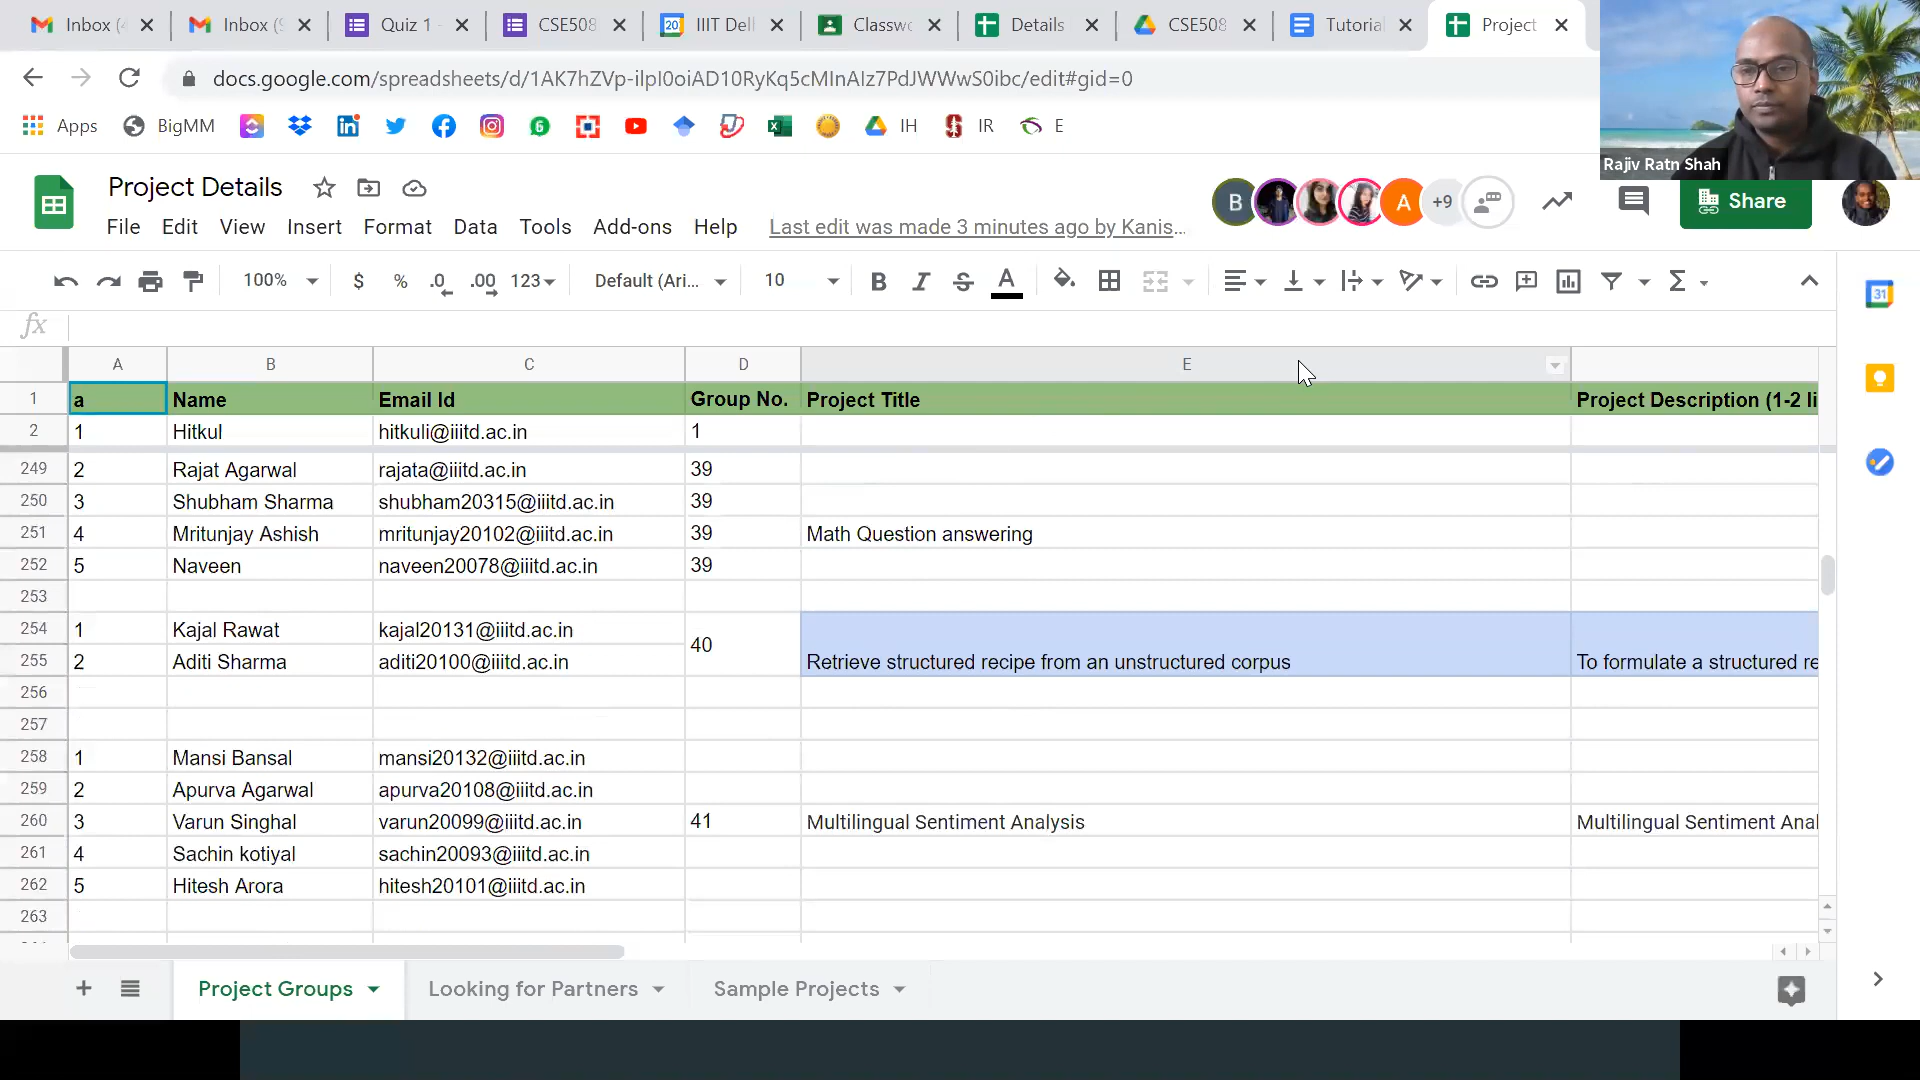 Inbox (
Inbox (9
Quiz 1 -
CSE508
IIIT Del
Classwo
Details
CSE508
Tutorial
Project
docs.google.com/spreadsheets/d/1AK7hZVp-ilpI0oiAD10RyKq5cMInAIz7PdJWWwS0ibc/edit#gid=0
Apps BigMM IH IR E
Rajiv Ratn Shah
Project Details
B A +9 Share
File Edit View Insert Format Data Tools Add-ons Help Last edit was made 3 minutes ago by Kanis...
100% $ % .0 .00 123 Default (Ari... 10 B I S A
31
fx
A B C D E
1 a Name Email Id Group No. Project Title Project Description (1-2 li
2 1 Hitkul hitkuli@iiitd.ac.in 1
249 2 Rajat Agarwal rajata@iiitd.ac.in 39
250 3 Shubham Sharma shubham20315@iiitd.ac.in 39
251 4 Mritunjay Ashish mritunjay20102@iiitd.ac.in 39 Math Question answering
252 5 Naveen naveen20078@iiitd.ac.in 39
253
254 1 Kajal Rawat kajal20131@iiitd.ac.in 40
255 2 Aditi Sharma aditi20100@iiitd.ac.in Retrieve structured recipe from an unstructured corpus To formulate a structured re
256
257
258 1 Mansi Bansal mansi20132@iiitd.ac.in
259 2 Apurva Agarwal apurva20108@iiitd.ac.in
260 3 Varun Singhal varun20099@iiitd.ac.in 41 Multilingual Sentiment Analysis Multilingual Sentiment Anal
261 4 Sachin kotiyal sachin20093@iiitd.ac.in
262 5 Hitesh Arora hitesh20101@iiitd.ac.in
263
Project Groups Looking for Partners Sample Projects